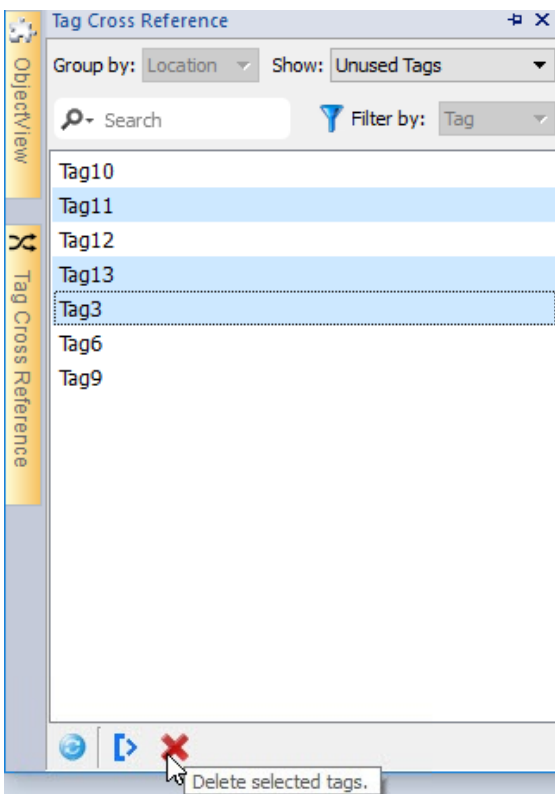 Tag Cross Reference
ObjectView
Group by: Location Show: Unused Tags
Search Filter by: Tag
Tag10
Tag11
Tag12
Tag13
Tag Cross Reference
Tag3
Tag6
Tag9
Delete selected tags.